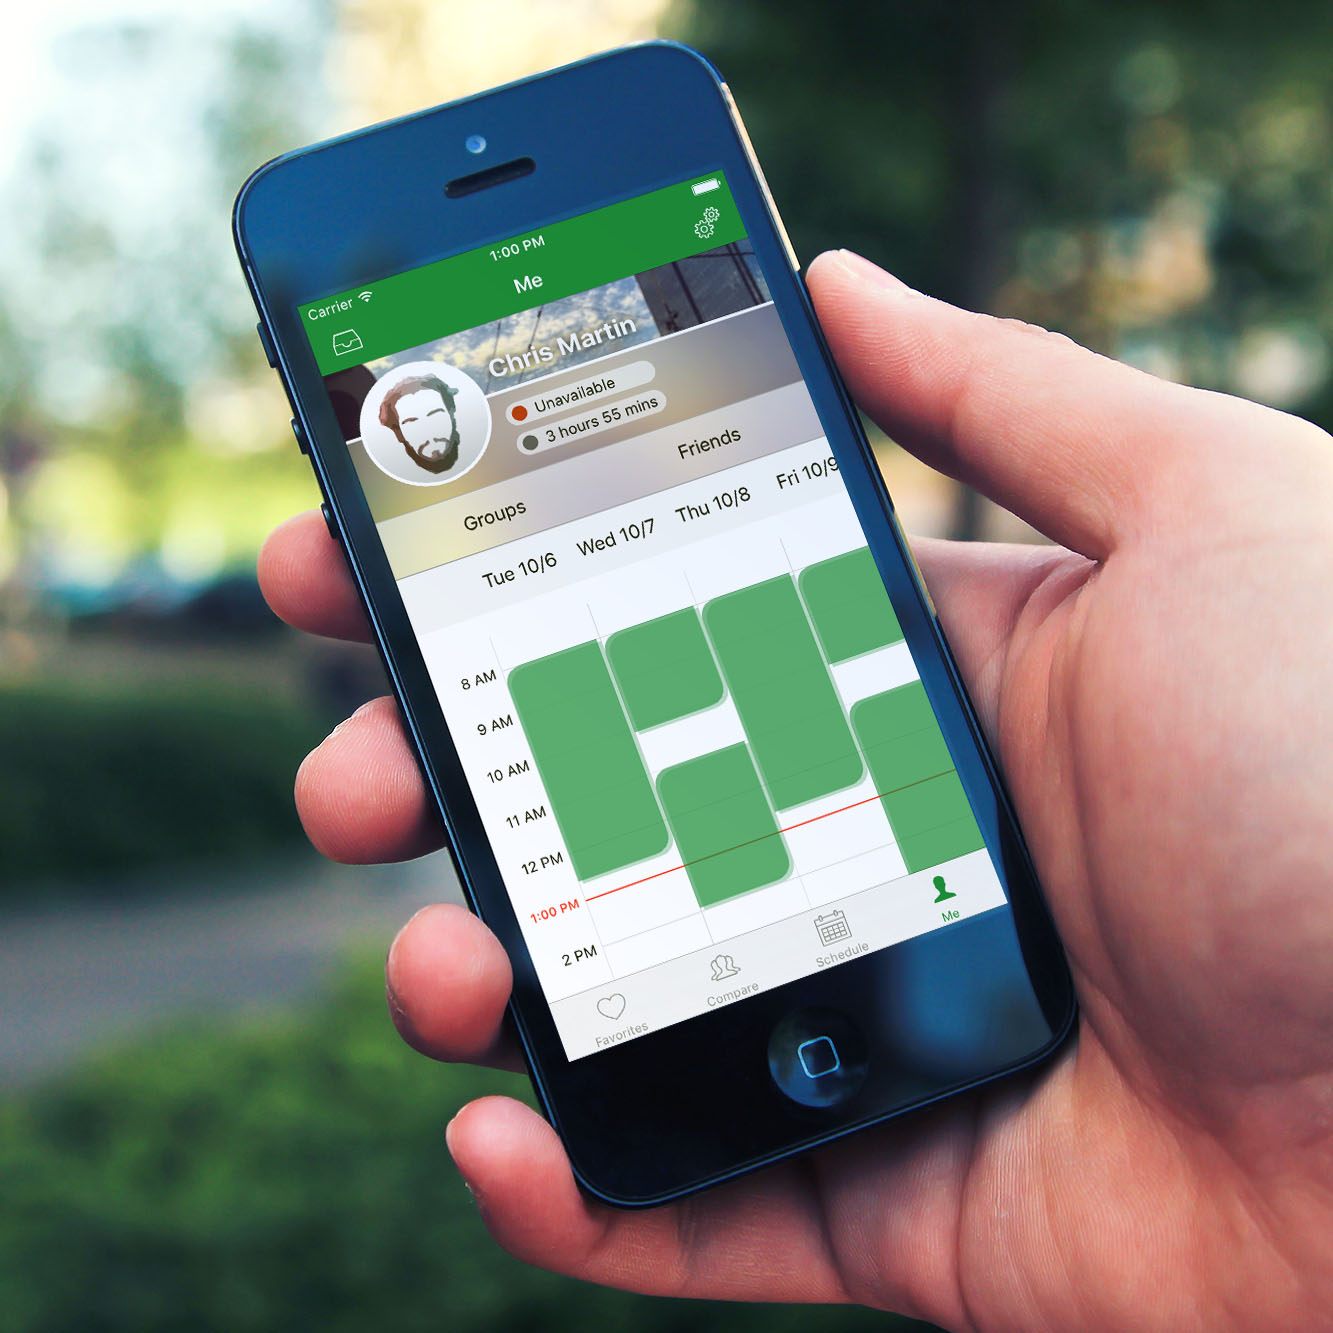 Carrier
1:00 PM
Me
Chris Martin
Unavailable
3 hours 55 mins
Groups
Friends
Tue 10/6
Wed 10/7
Thu 10/8
Fri 10/9
8 AM
9 AM
10 AM
11 AM
12 PM
1:00 PM
2 PM
Favorites
Compare
Schedule
Me